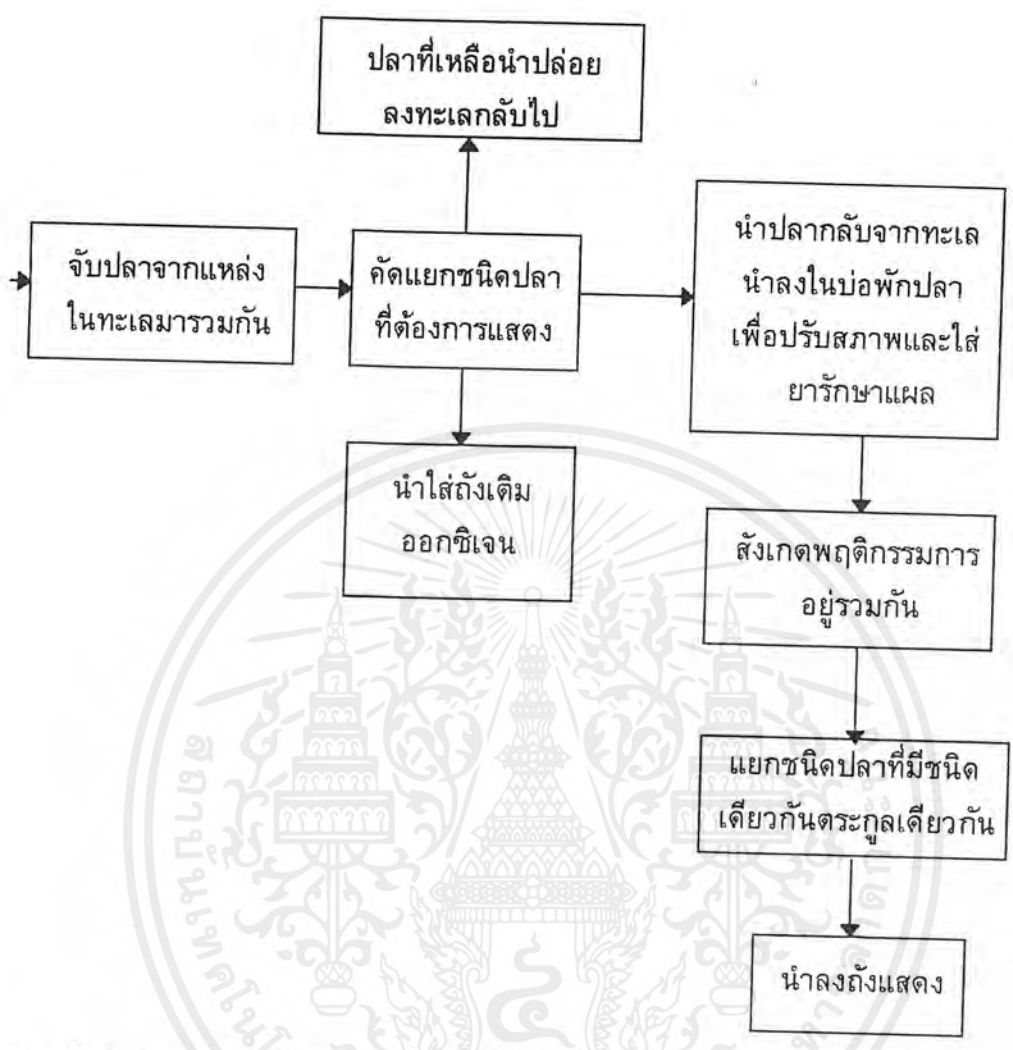 ปลาที่เหลือนำปล่อย
ลงทะเลกลับไป
จับปลาจากแหล่ง
ในทะเลมารวมกัน
คัดแยกชนิดปลา
ที่ต้องการแสดง
นำปลากลับจากทะเล
นำลงในบ่อพักปลา
เพื่อปรับสภาพและใส่
ยารักษาแผล
นำใส่ถังเติม
ออกซิเจน
สังเกตพฤติกรรมการ
อยู่รวมกัน
แยกชนิดปลาที่มีชนิด
เดียวกันตระกูลเดียวกัน
นำลงถังแสดง